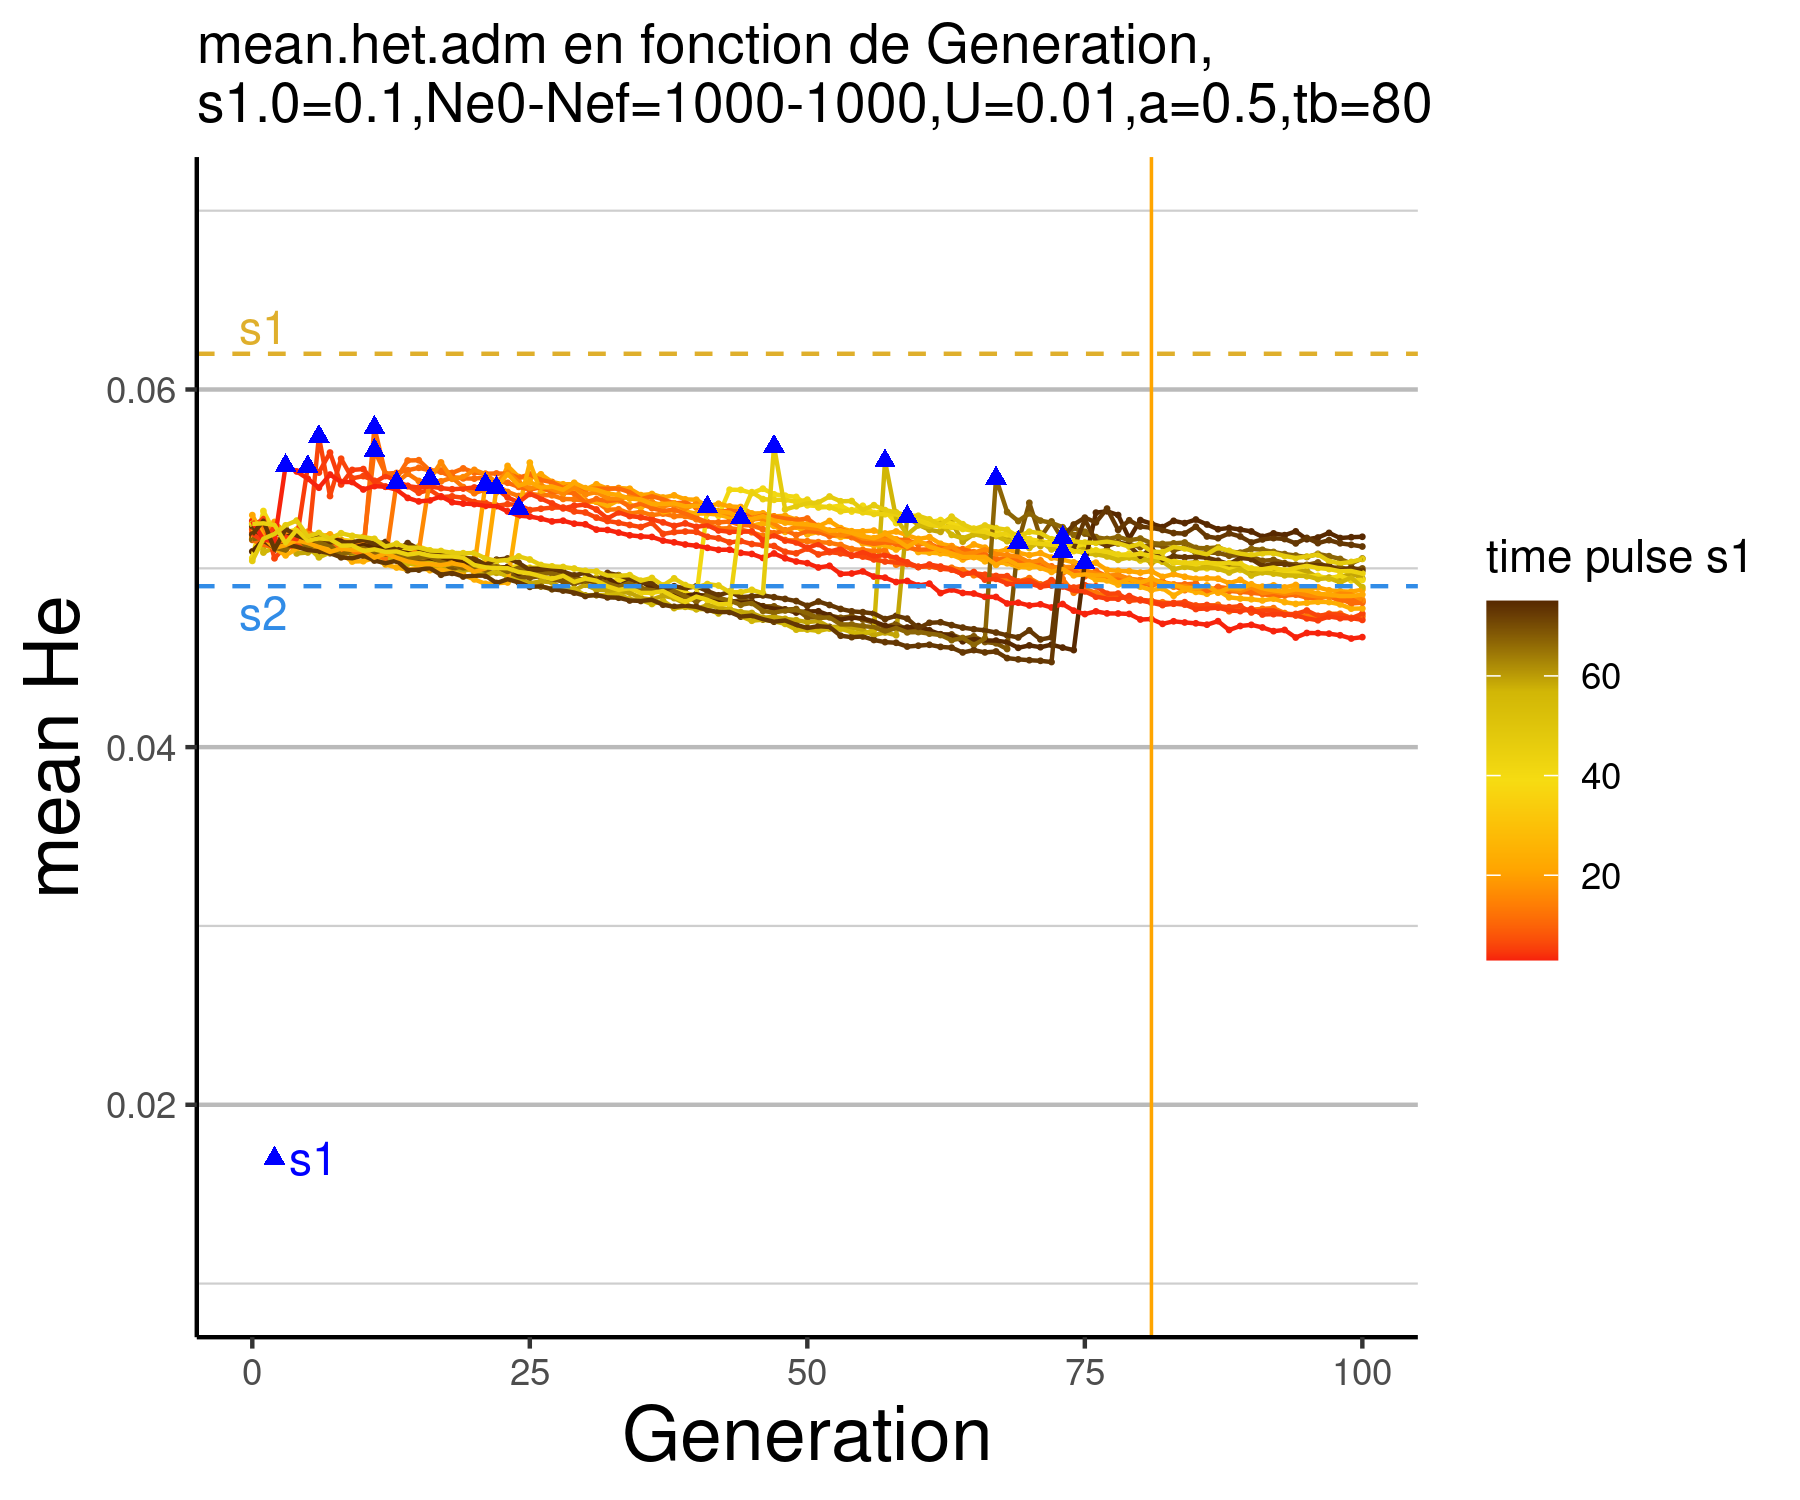 mean.het.adm en fonction de Generation,
s1.0=0.1,Ne0-Nef=1000-1000,U=0.01,a=0.5,tb=80
s1
0.06
s2
0.04
0.02
s1
mean He
0 25 50 75 100
Generation
time pulse s1
60
40
20